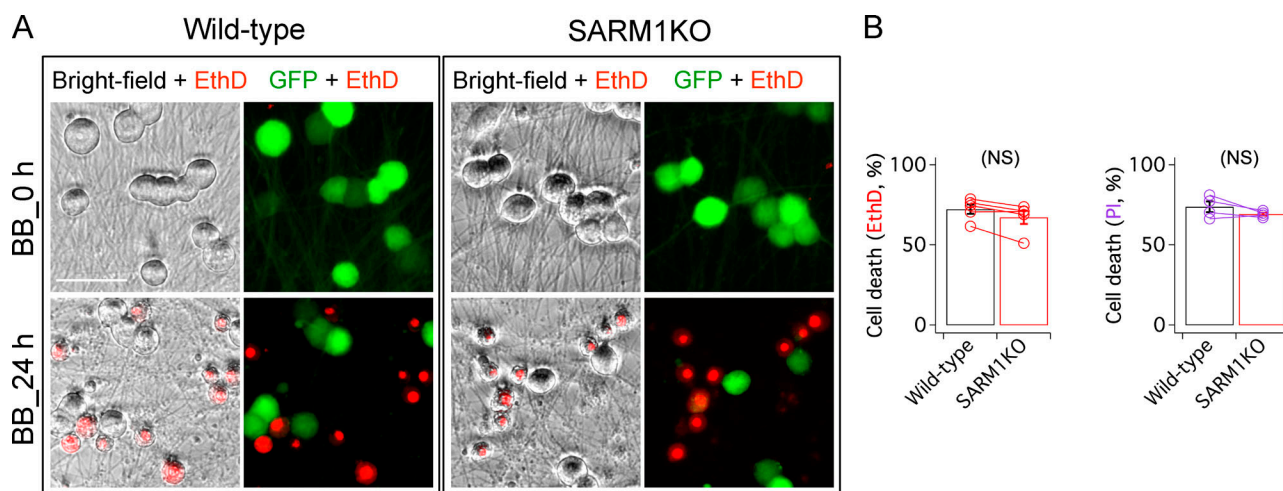 A
Wild-type
SARM1KO
B
Bright-field + EthD
GFP + EthD
Bright-field + EthD
GFP + EthD
BB_0 h
BB_24 h
Cell death (EthD, %)
100
50
0
(NS)
Wild-type
SARM1KO
Cell death (PI, %)
100
50
0
(NS)
Wild-type
SARM1KO